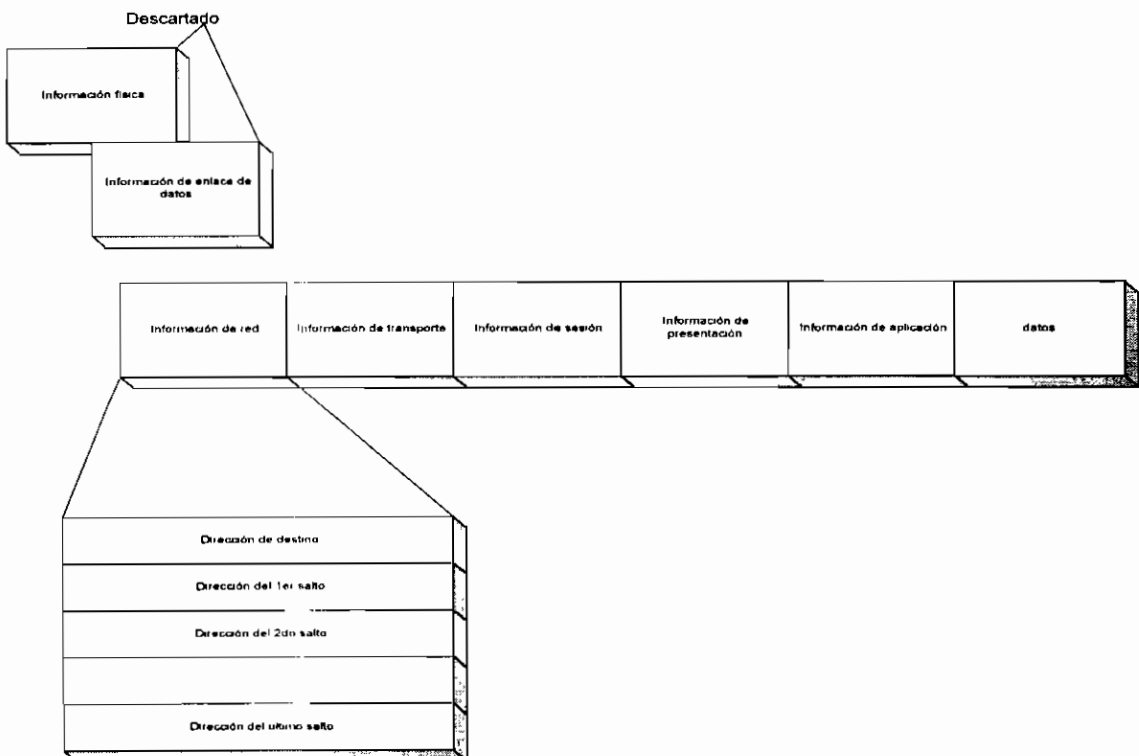 Descartado
Información fisica
Información de enlace de
datos
Información de red
Información de transporte
Información de sesión
Información de
presentación
Información de aplicación
datos
Dirección de destino
Dirección del 1er salto
Dirección del 2do salto
Dirección del ultimo salto